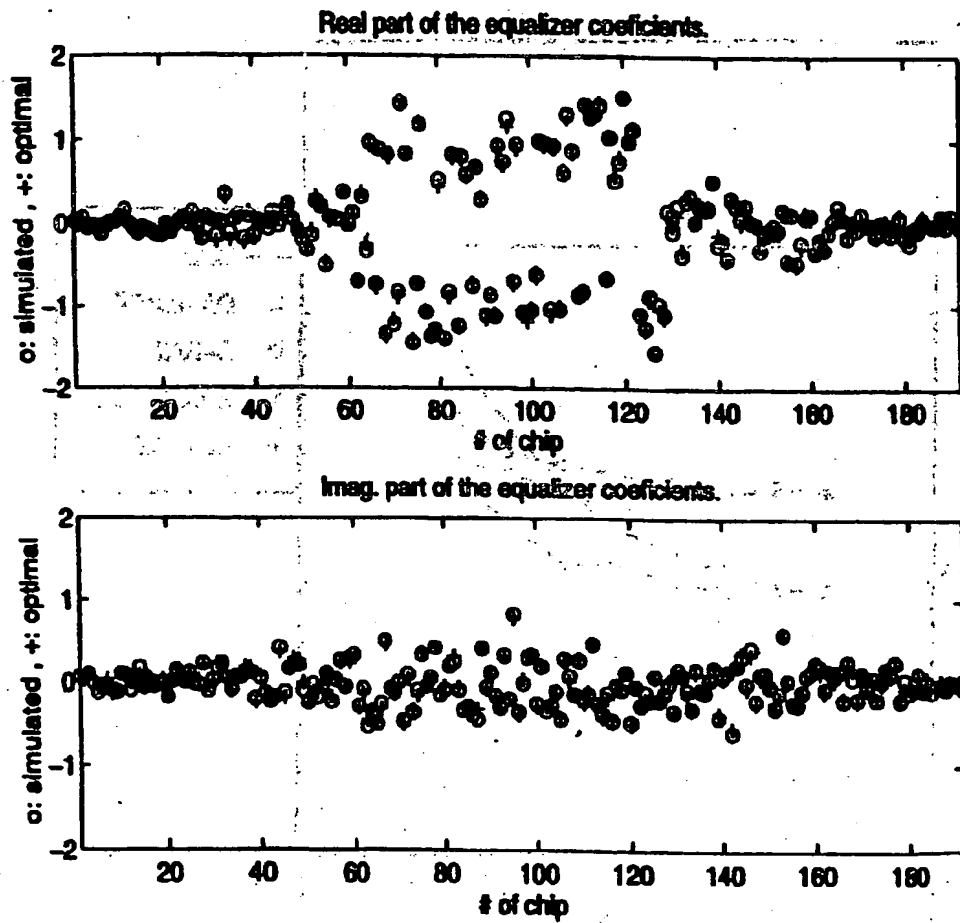 Real part of the equalizer coeficients.
o: simulated , +: optimal
2
1
0
-1
-2
20 40 60 80 100 120 140 160 180
# of chip
Imag. part of the equalizer coeficients.
o: simulated , +: optimal
2
1
0
-1
-2
20 40 60 80 100 120 140 160 180
# of chip